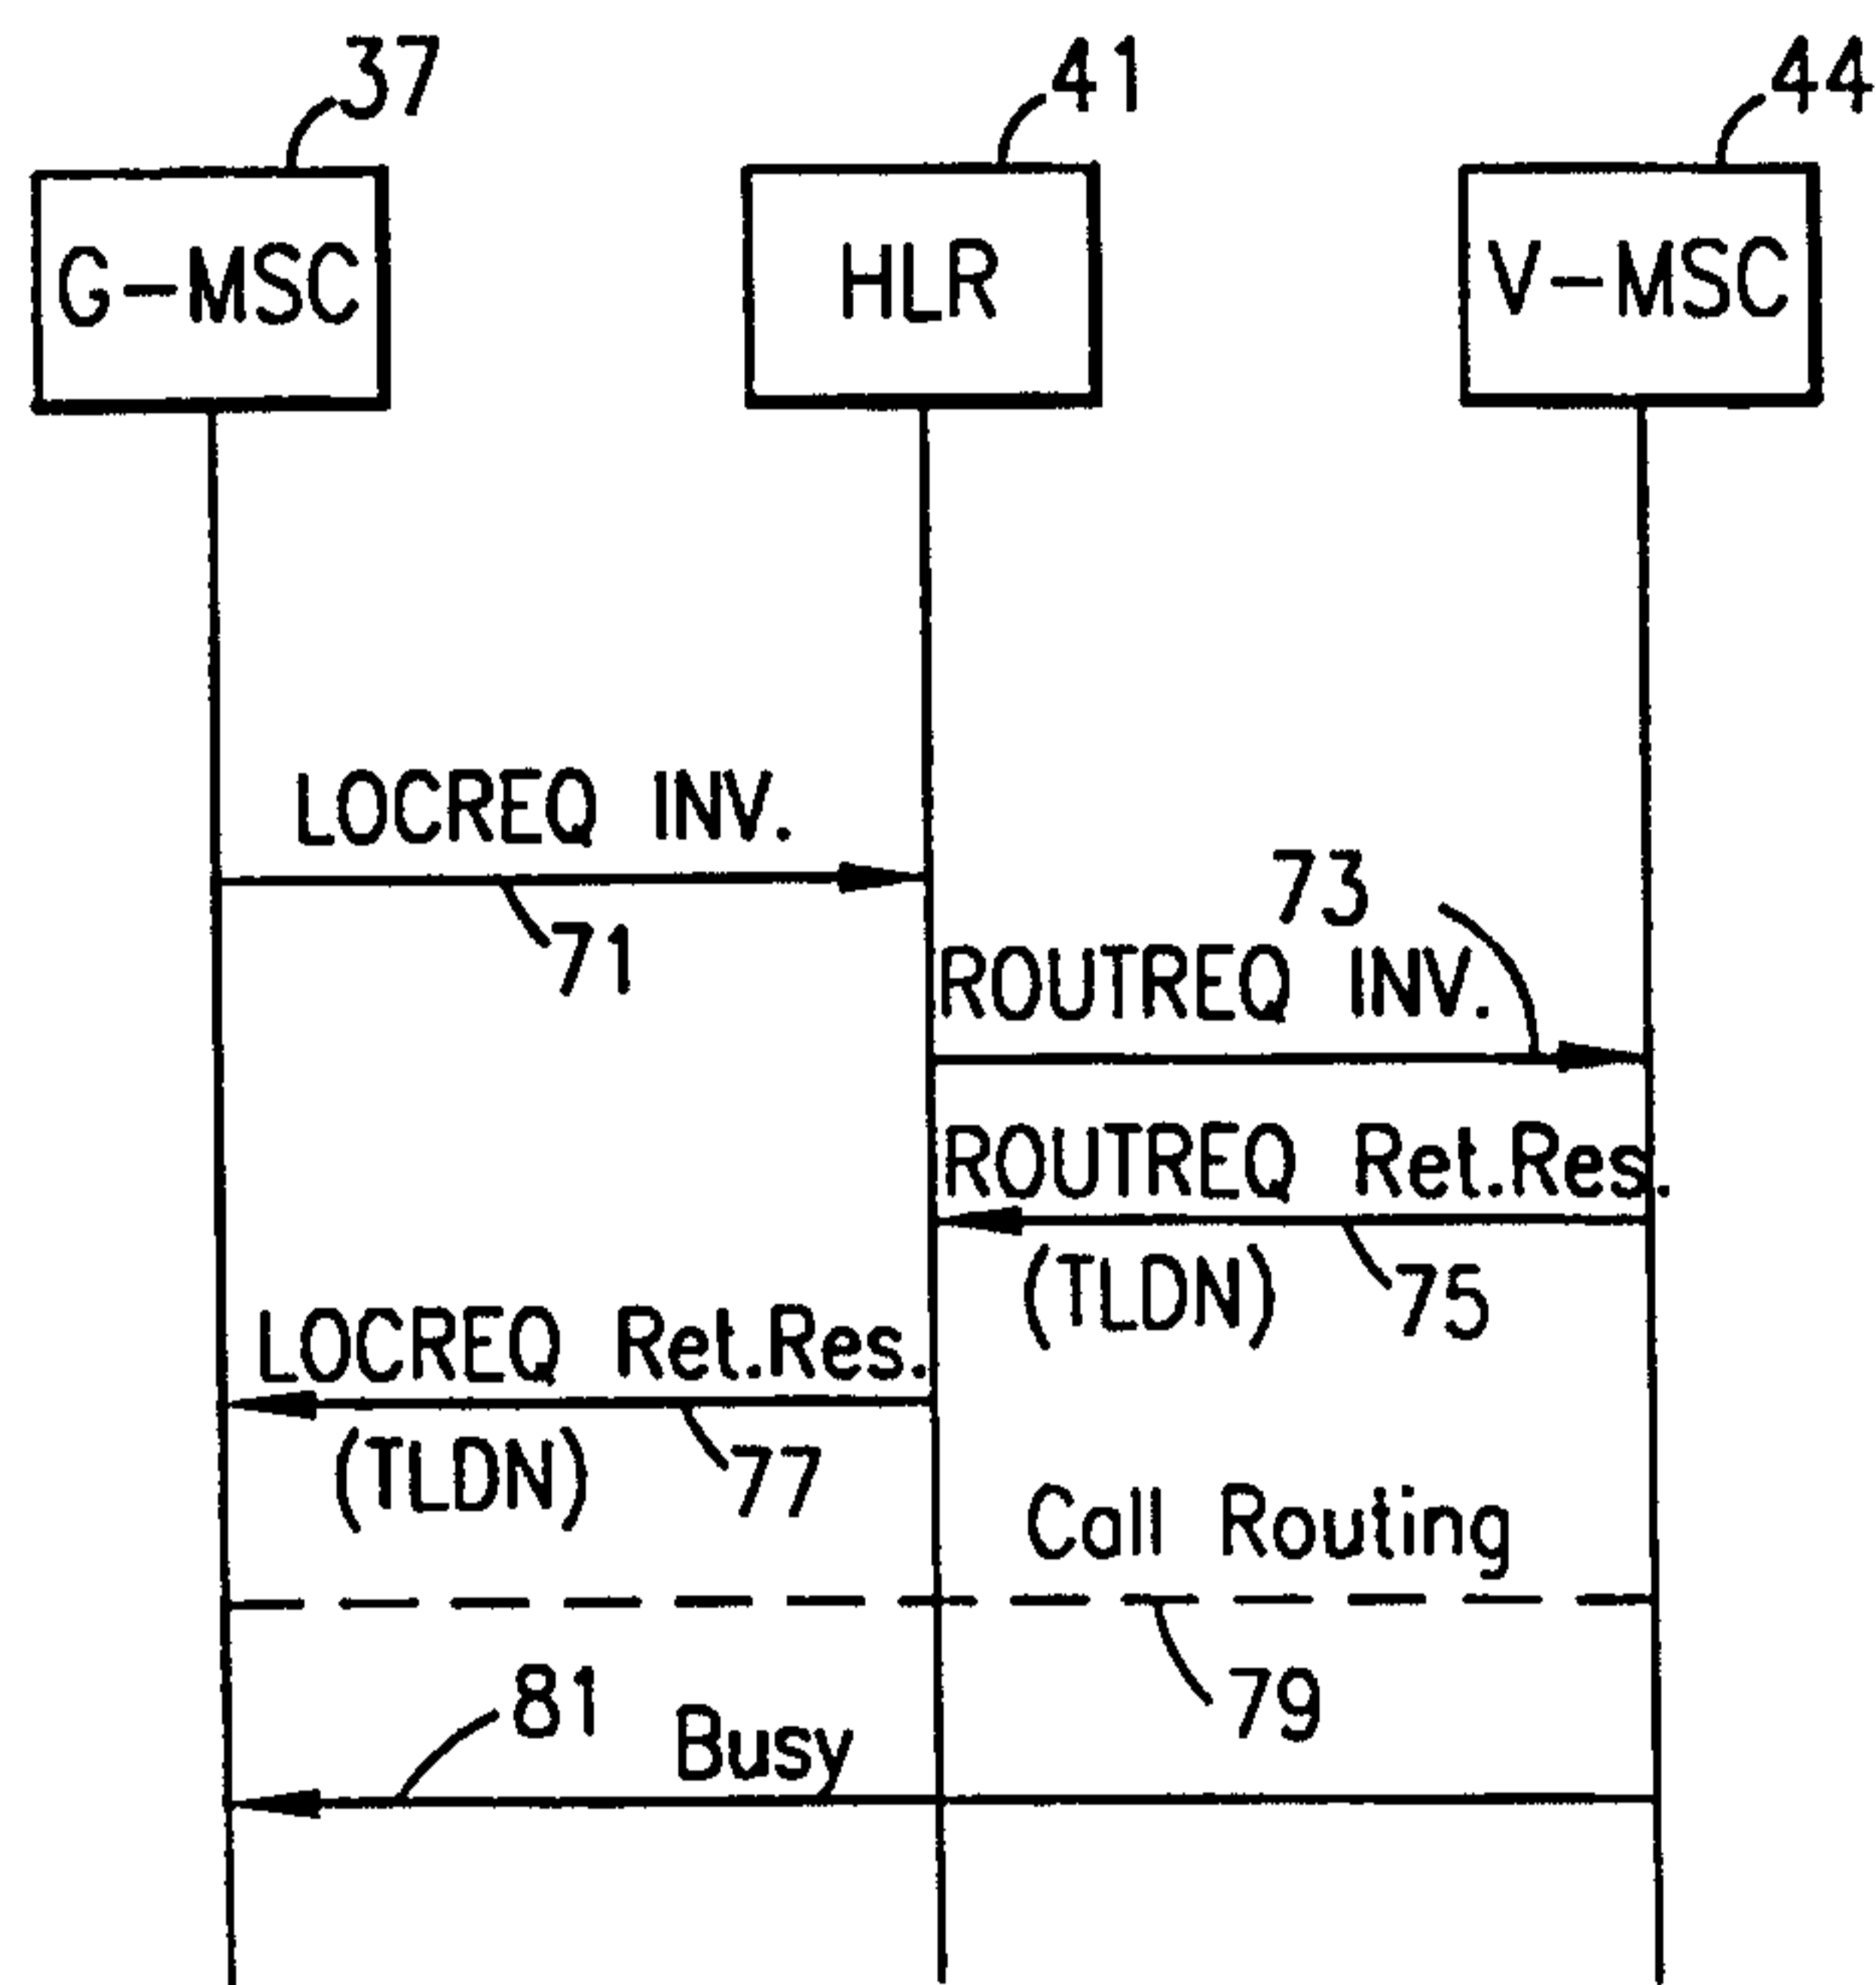 37
41
44
G-MSC
HLR
V-MSC
LOCREQ INV.
71
73
ROUTREQ INV.
ROUTREQ Ret.Res.
(TLDN)
75
LOCREQ Ret.Res.
(TLDN)
77
Call Routing
79
81
Busy